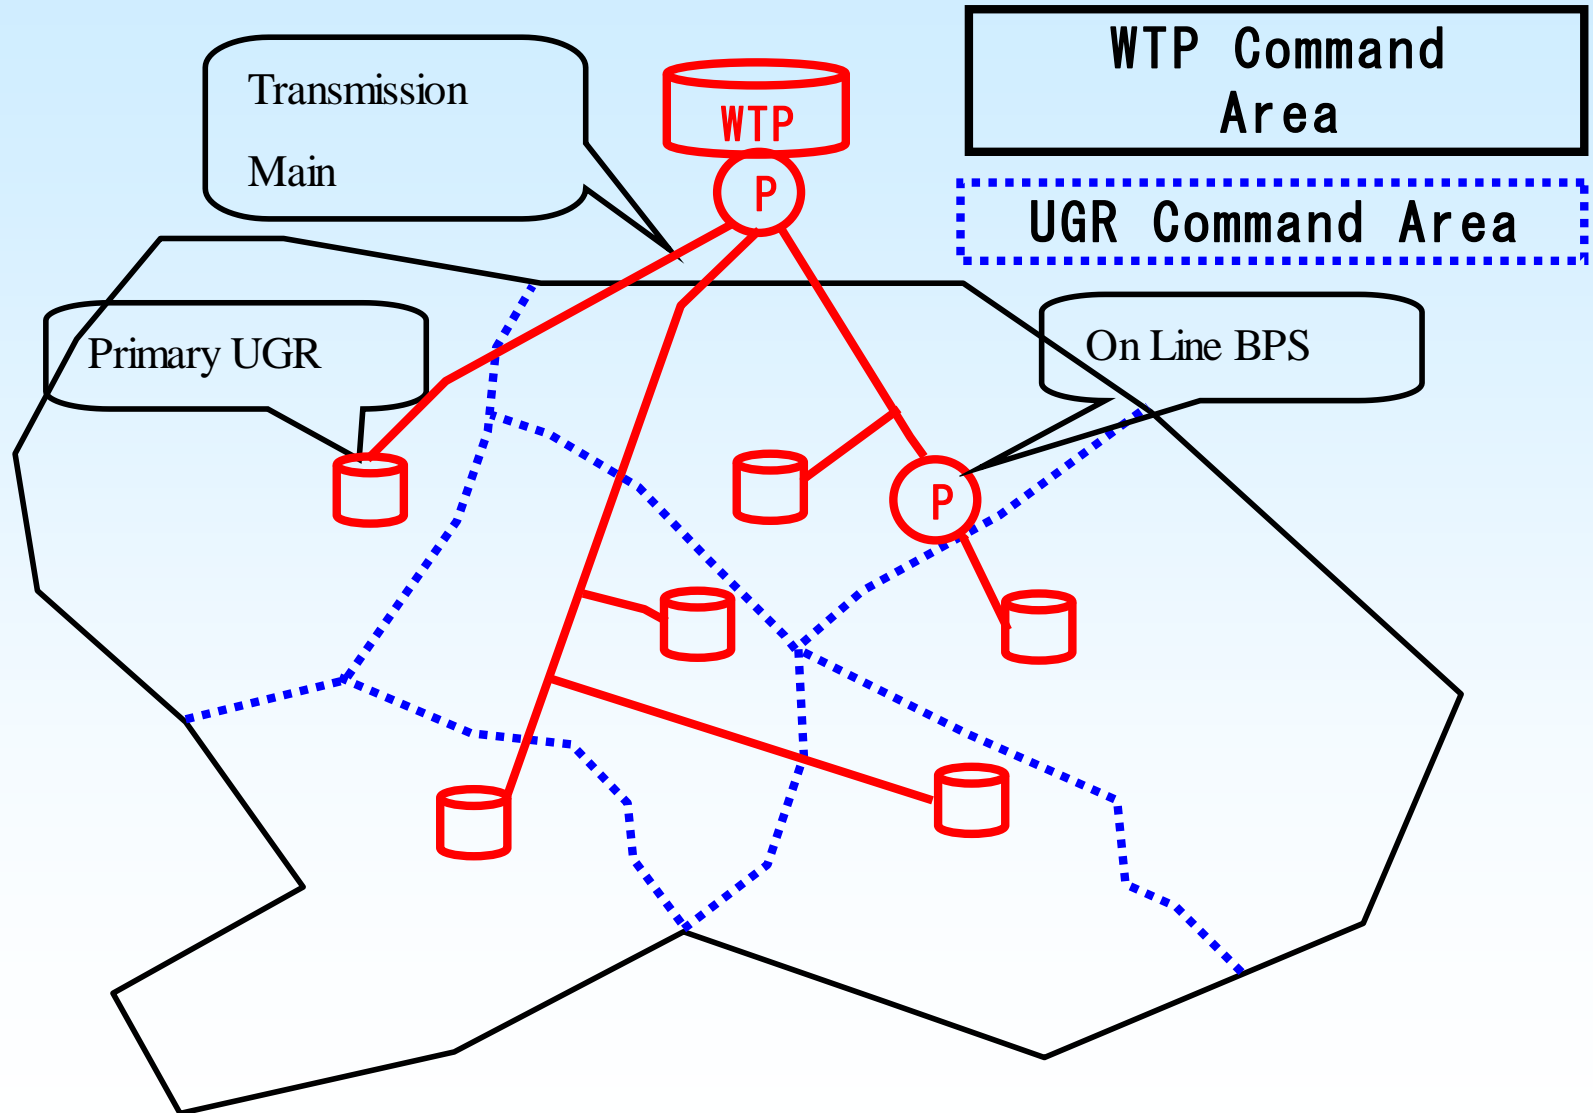 Transmission
Main
WTP
P
WTP Command
Area
UGR Command Area
Primary UGR
On Line BPS
P